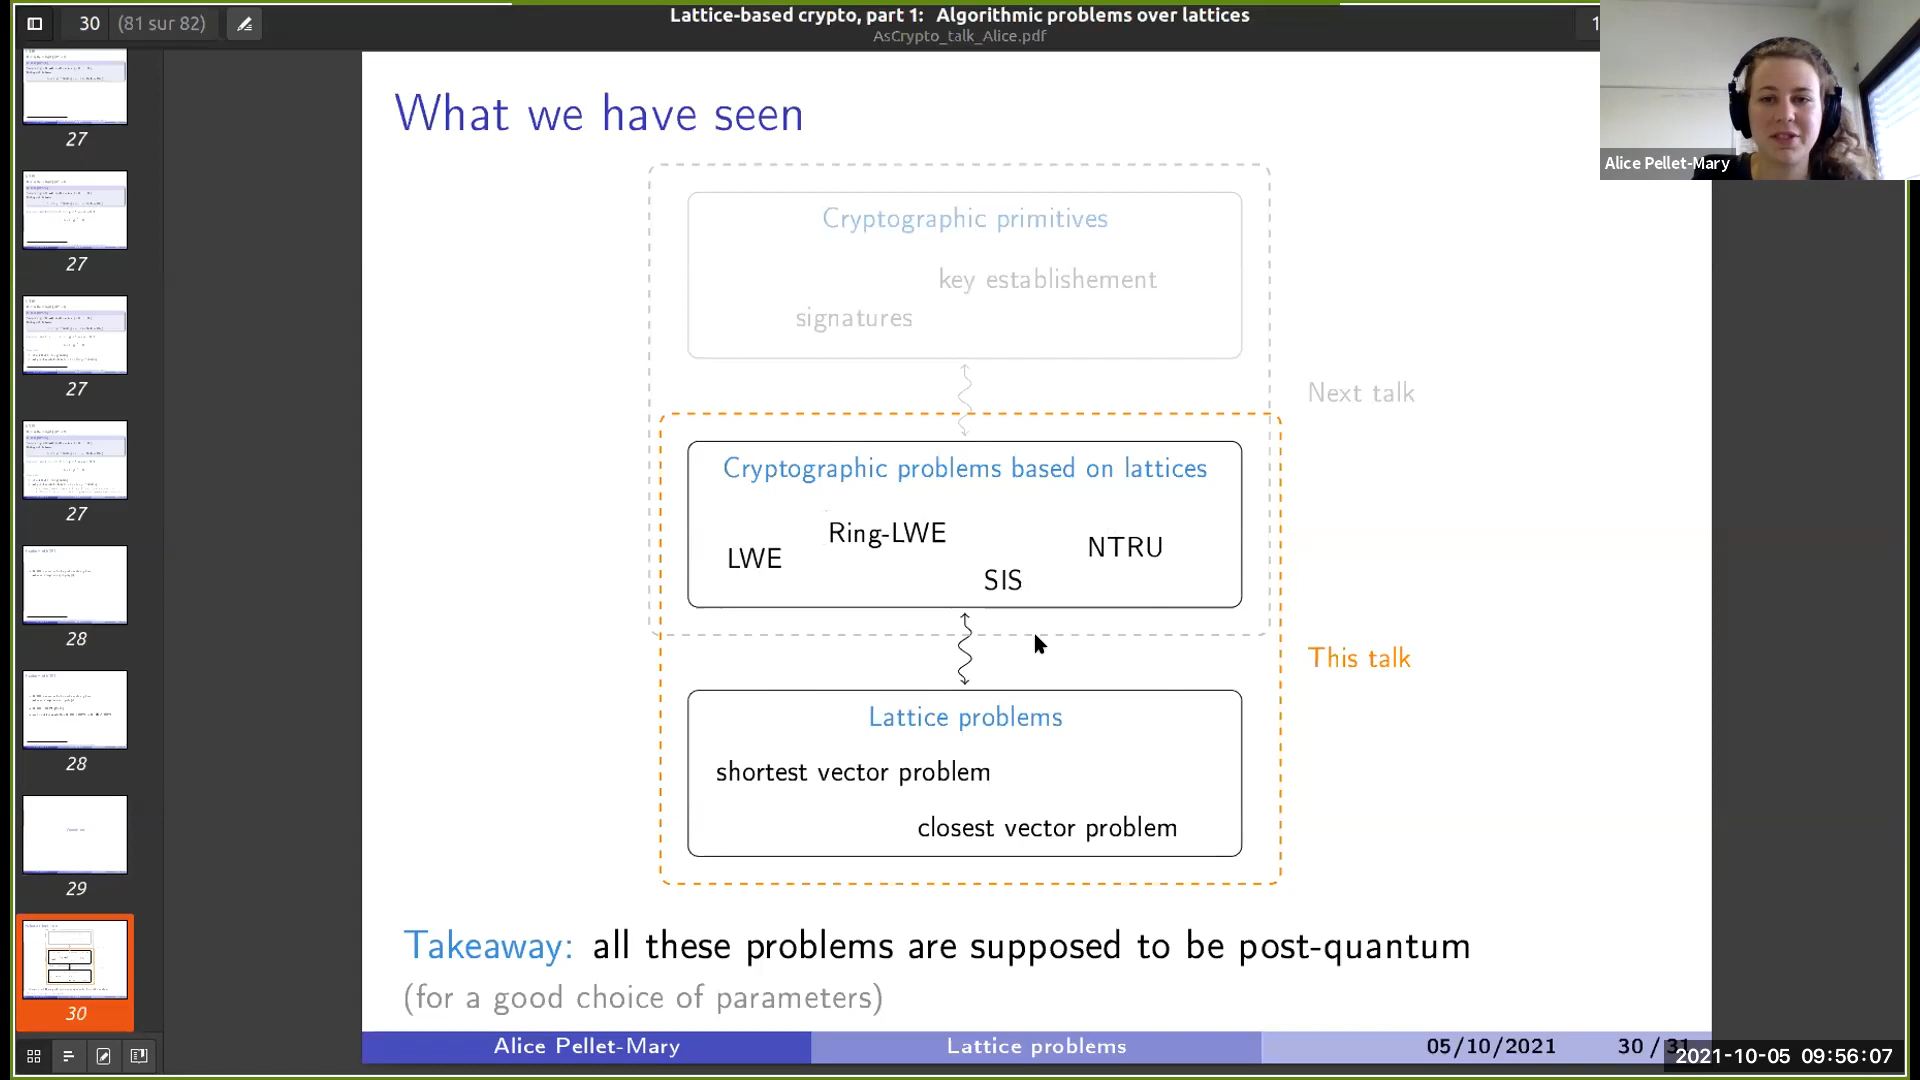 30 (81 sur 82)
Lattice-based crypto, part 1: Algorithmic problems over lattices
AsCrypto_talk_Alice.pdf
Alice Pellet-Mary
27
27
27
27
28
28
29
30
What we have seen
Cryptographic primitives
key establishement
signatures
Next talk
Cryptographic problems based on lattices
Ring-LWE
NTRU
LWE
SIS
This talk
Lattice problems
shortest vector problem
closest vector problem
Takeaway: all these problems are supposed to be post-quantum
(for a good choice of parameters)
Alice Pellet-Mary Lattice problems 05/10/2021 30 / 31
2021-10-05 09:56:07